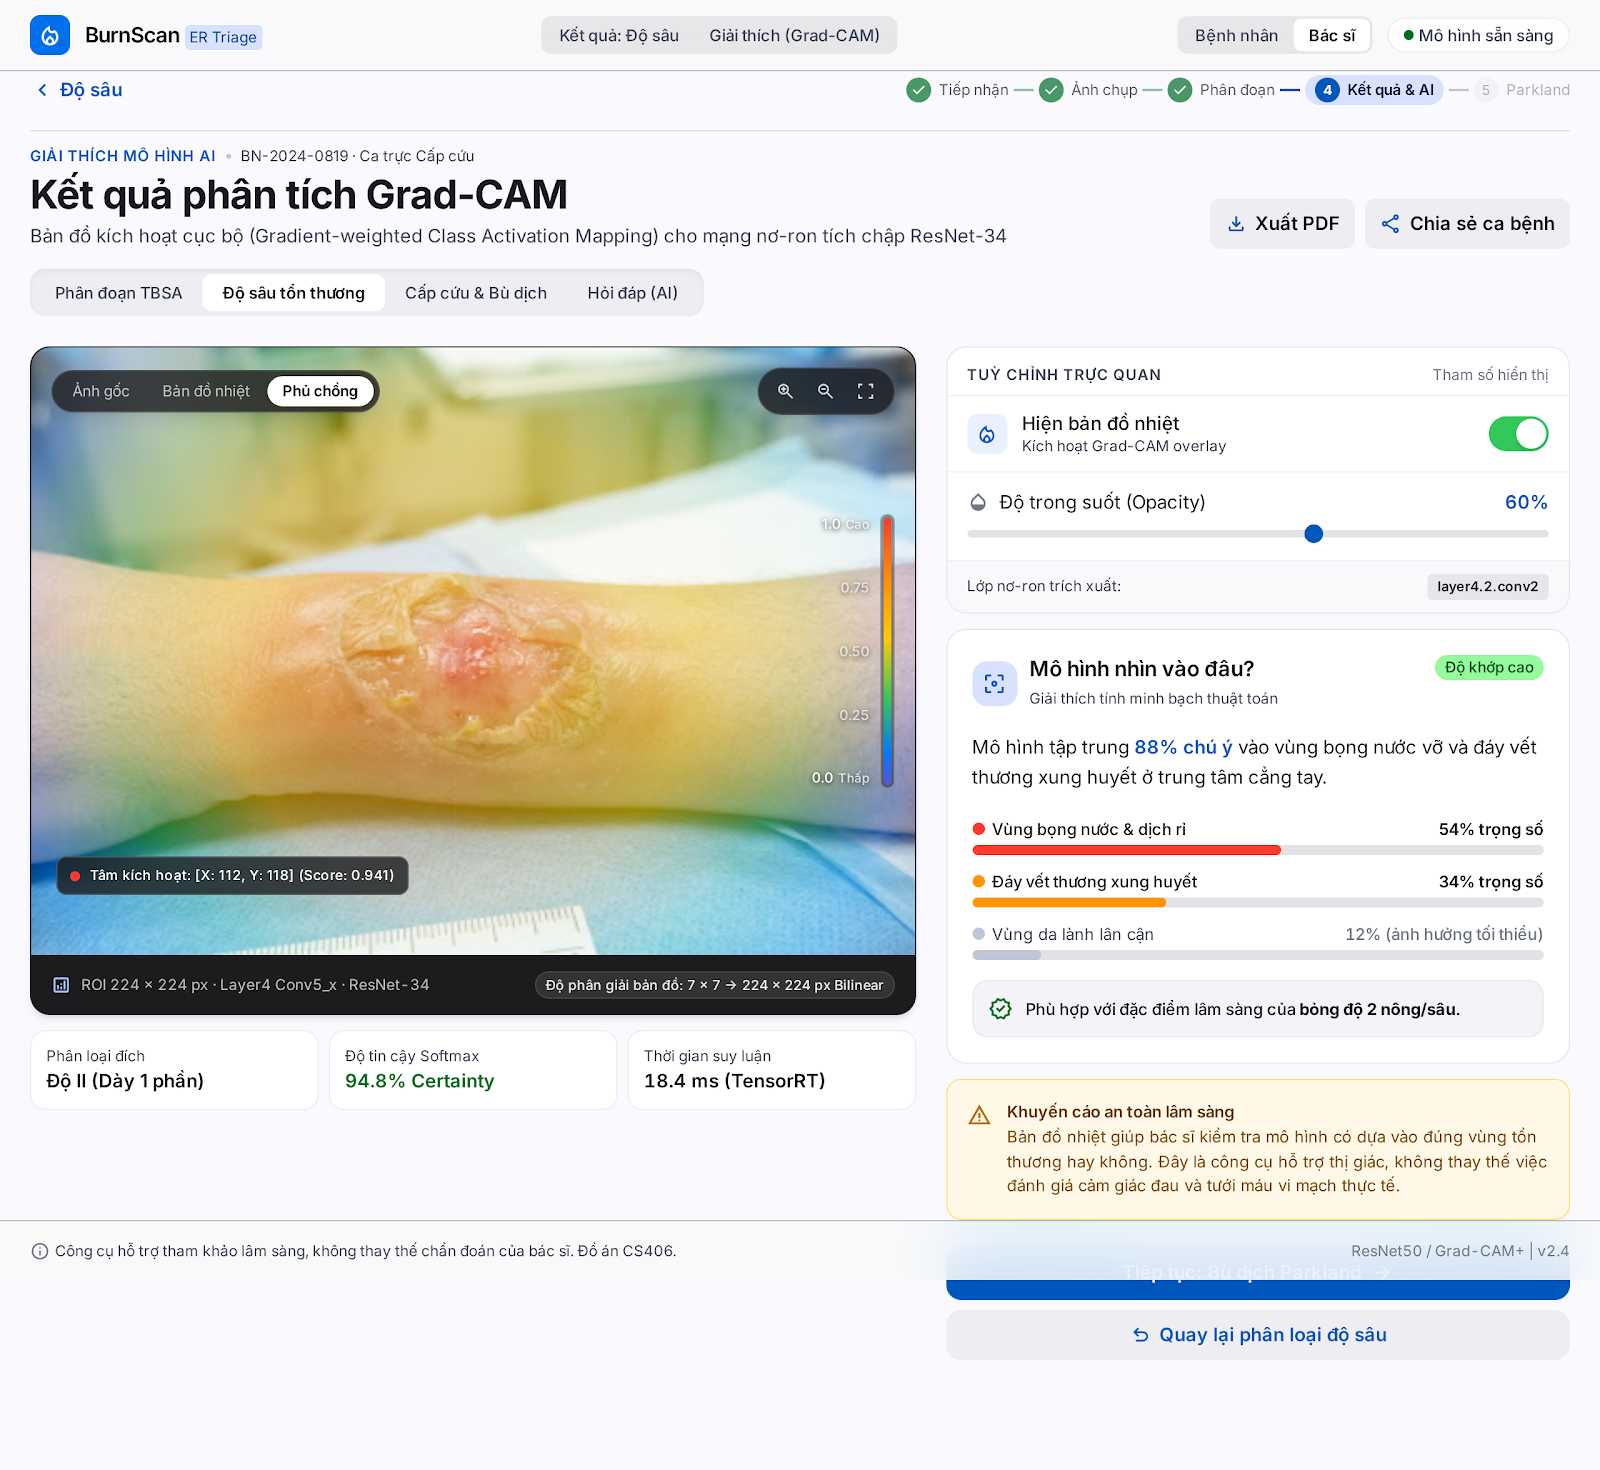 BurnScan ER Triage
Kết quả: Độ sâu
Giải thích (Grad-CAM)
Bệnh nhân
Bác sĩ
Mô hình sẵn sàng
Độ sâu
Tiếp nhận
Ảnh chụp
Phân đoạn
4 Kết quả & AI
5 Parkland
GIẢI THÍCH MÔ HÌNH AI • BN-2024-0819 · Ca trực Cấp cứu
Kết quả phân tích Grad-CAM
Bản đồ kích hoạt cục bộ (Gradient-weighted Class Activation Mapping) cho mạng nơ-ron tích chập ResNet-34
Xuất PDF
Chia sẻ ca bệnh
Phân đoạn TBSA
Độ sâu tổn thương
Cấp cứu & Bù dịch
Hỏi đáp (AI)
Ảnh gốc
Bản đồ nhiệt
Phủ chồng
1.0 Cao
0.75
0.50
0.25
0.0 Thấp
Tâm kích hoạt: [X: 112, Y: 118] (Score: 0.941)
ROI 224 × 224 px · Layer4 Conv5_x · ResNet-34
Độ phân giải bản đồ: 7 × 7 → 224 × 224 px Bilinear
Phân loại đích
Độ II (Dày 1 phần)
Độ tin cậy Softmax
94.8% Certainty
Thời gian suy luận
18.4 ms (TensorRT)
TUỲ CHỈNH TRỰC QUAN
Tham số hiển thị
Hiện bản đồ nhiệt
Kích hoạt Grad-CAM overlay
Độ trong suốt (Opacity)
60%
Lớp nơ-ron trích xuất:
layer4.2.conv2
Mô hình nhìn vào đâu?
Giải thích tính minh bạch thuật toán
Độ khớp cao
Mô hình tập trung 88% chú ý vào vùng bọng nước vỡ và đáy vết
thương xung huyết ở trung tâm cẳng tay.
Vùng bọng nước & dịch rỉ
54% trọng số
Đáy vết thương xung huyết
34% trọng số
Vùng da lành lân cận
12% (ảnh hưởng tối thiểu)
Phù hợp với đặc điểm lâm sàng của bỏng độ 2 nông/sâu.
Khuyến cáo an toàn lâm sàng
Bản đồ nhiệt giúp bác sĩ kiểm tra mô hình có dựa vào đúng vùng tổn
thương hay không. Đây là công cụ hỗ trợ thị giác, không thay thế việc
đánh giá cảm giác đau và tưới máu vi mạch thực tế.
Công cụ hỗ trợ tham khảo lâm sàng, không thay thế chẩn đoán của bác sĩ. Đồ án CS406.
ResNet50 / Grad-CAM+ | v2.4
Tiếp tục: Bù dịch Parkland →
Quay lại phân loại độ sâu